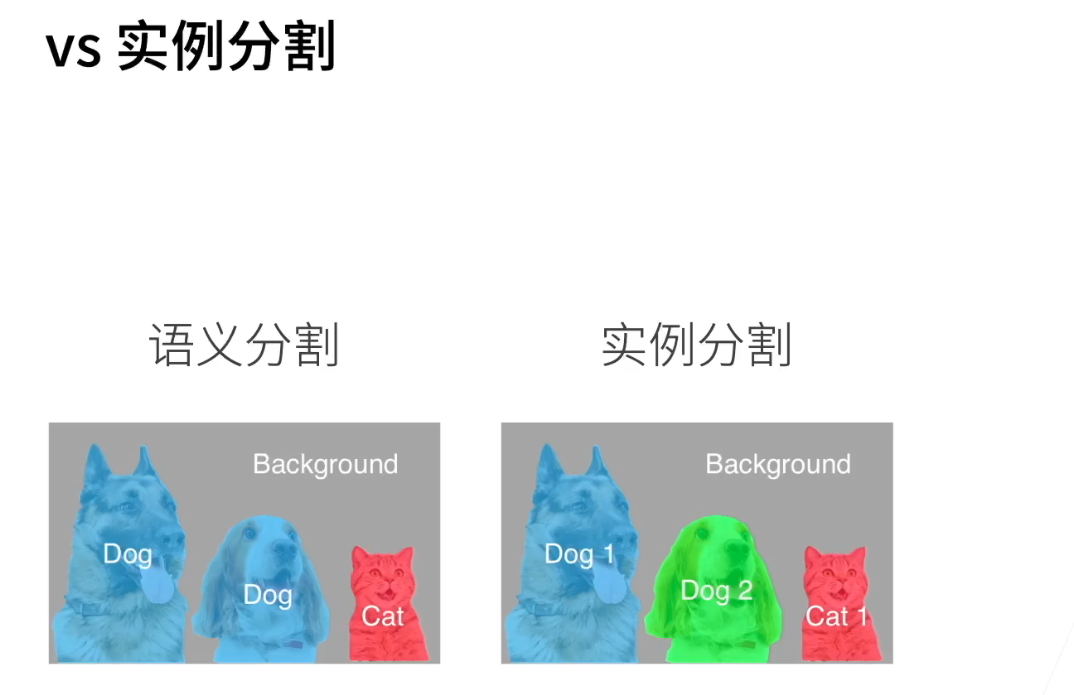 vs 实例分割
语义分割
实例分割
Background
Dog
Dog
Cat
Background
Dog 1
Dog 2
Cat 1